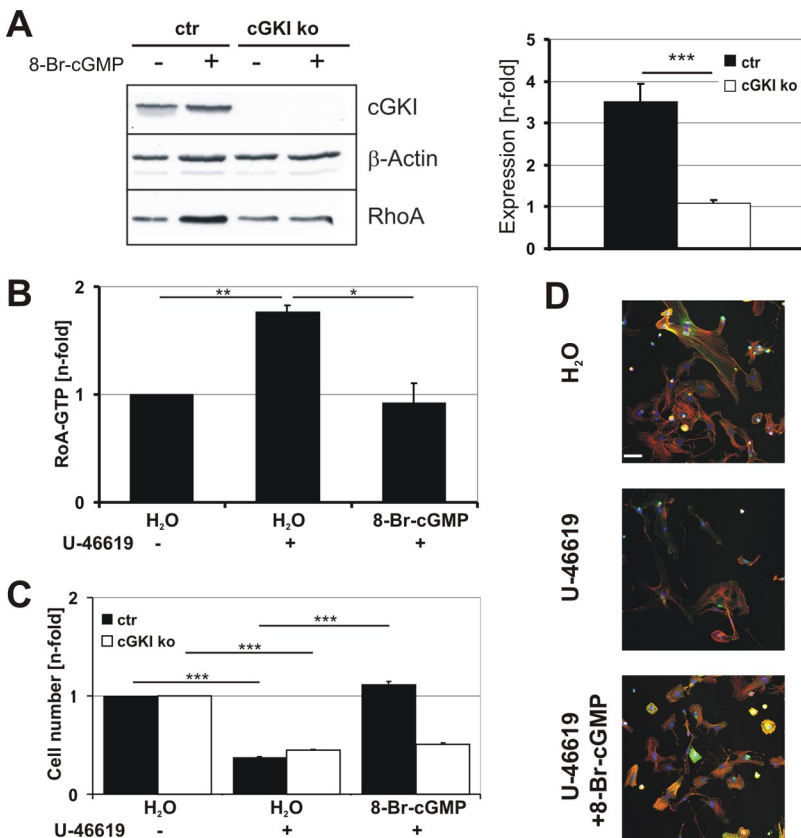 A
ctr cGKI ko
8-Br-cGMP - + - +
cGKI
β-Actin
RhoA
Expression [n-fold]
5
4
3
2
1
0
***
ctr
cGKI ko
B
RoA-GTP [n-fold]
2
1
0
** *
H₂O H₂O 8-Br-cGMP
U-46619 - + +
C
Cell number [n-fold]
2
1
0
ctr
cGKI ko
***
***
***
H₂O H₂O 8-Br-cGMP
U-46619 - + +
D
H₂O
U-46619
U-46619
+8-Br-cGMP